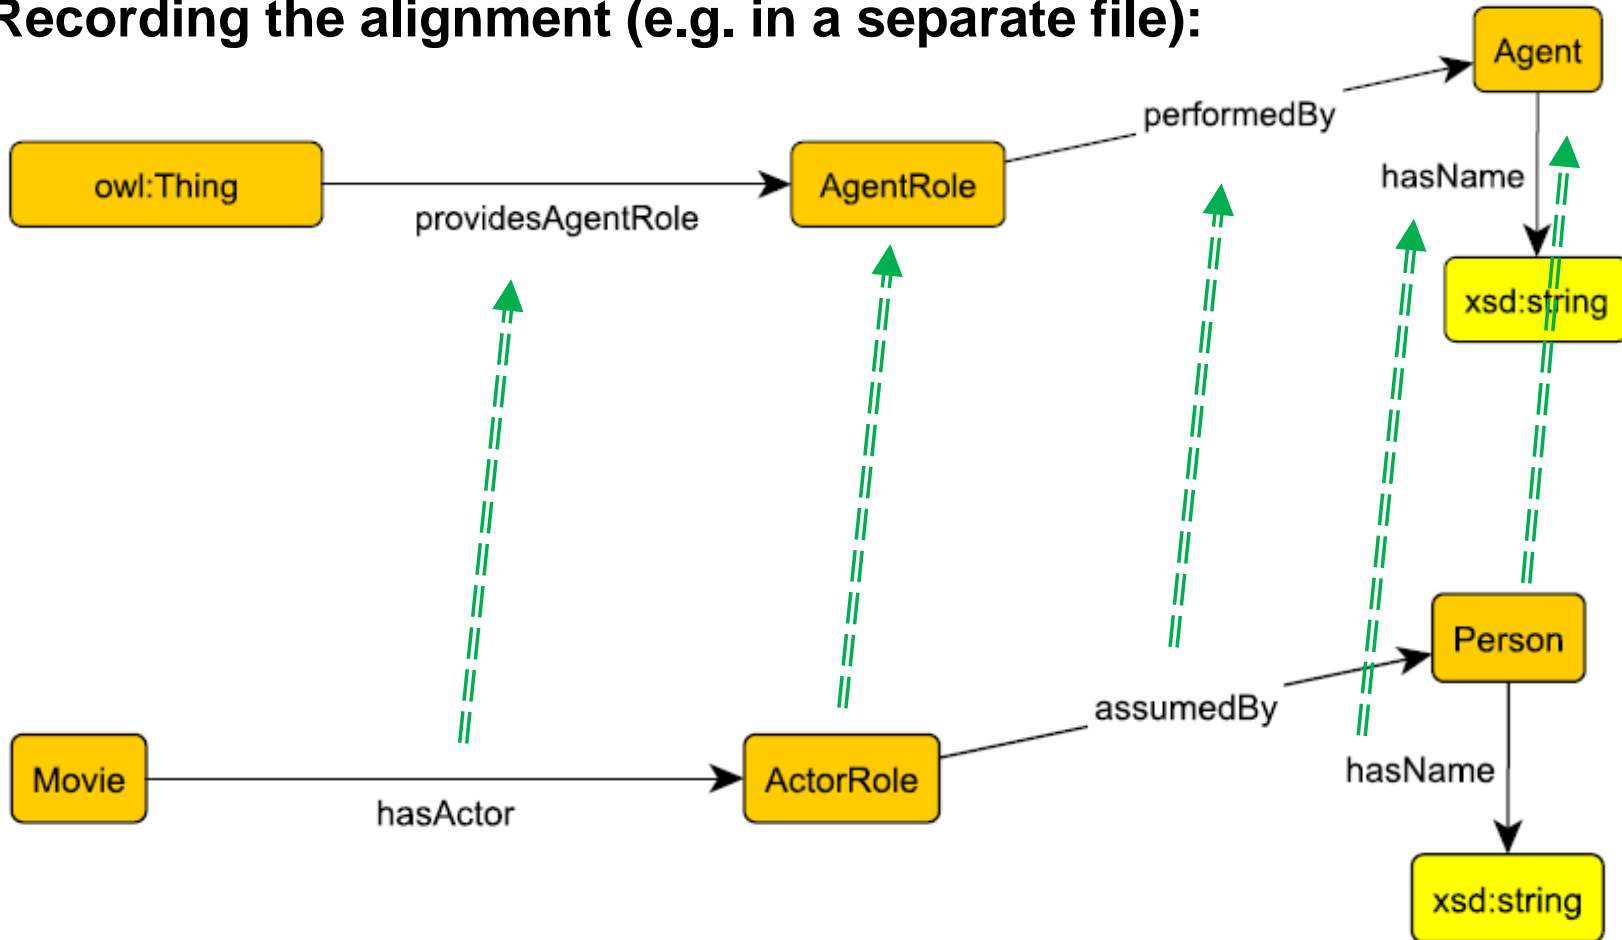 Recording the alignment (e.g. in a separate file):
Agent
performedBy
hasName
owl:Thing
AgentRole
providesAgentRole
xsd:string
Person
assumedBy
hasName
Movie
ActorRole
hasActor
xsd:string